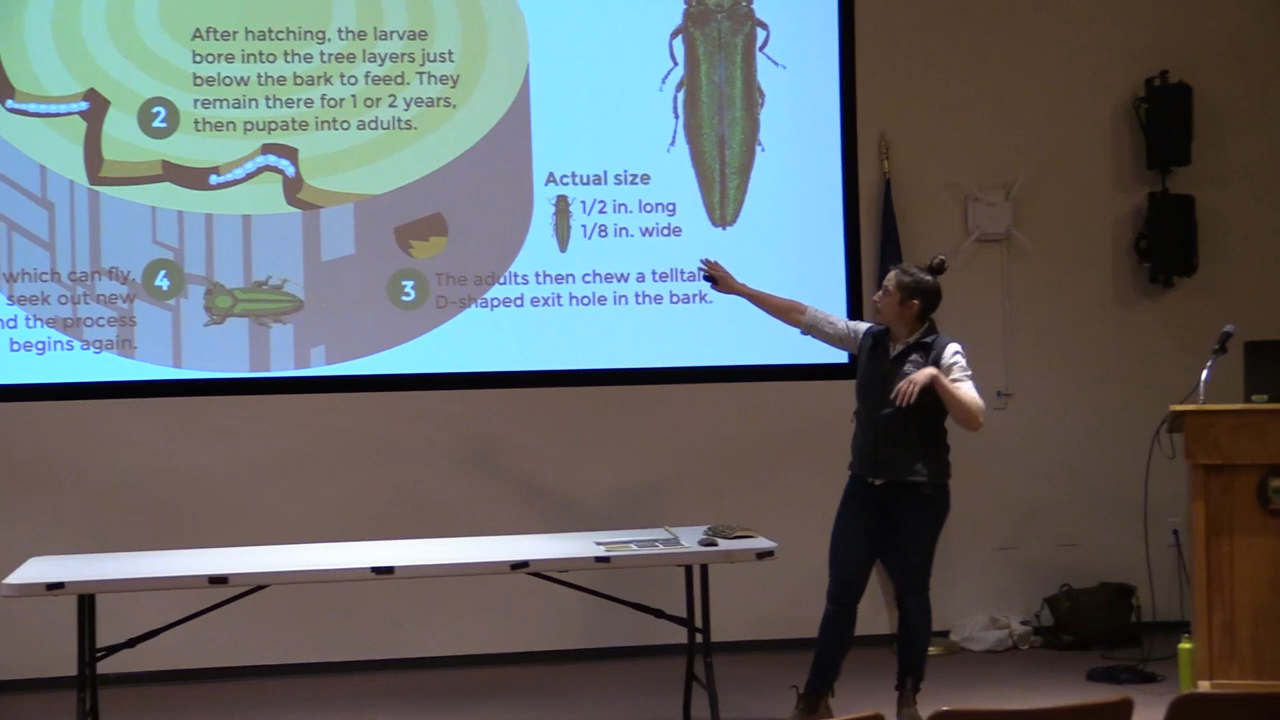 After hatching, the larvae
bore into the tree layers just
below the bark to feed. They
remain there for 1 or 2 years,
then pupate into adults.
2
Actual size
1/2 in. long
1/8 in. wide
3
The adults then chew a telltale
D-shaped exit hole in the bark.
4
which can fly,
seek out new
nd the process
begins again.